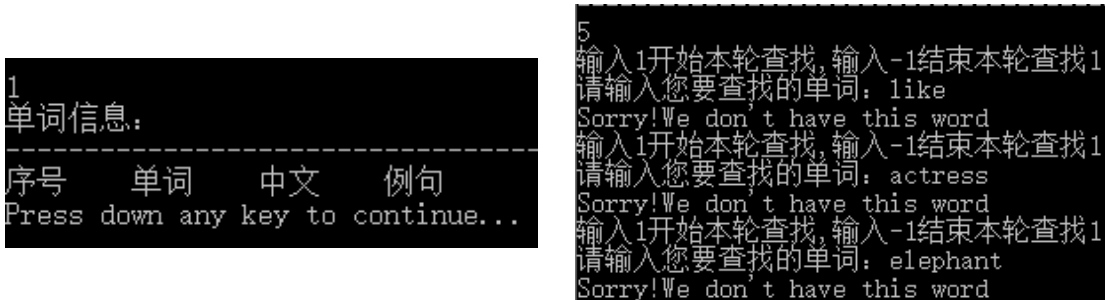 1
单词信息：
--------------------------------------
序号 单词 中文 例句
Press down any key to continue...
5
输入1开始本轮查找,输入-1结束本轮查找1
请输入您要查找的单词：like
Sorry!We don't have this word
输入1开始本轮查找,输入-1结束本轮查找1
请输入您要查找的单词：actress
Sorry!We don't have this word
输入1开始本轮查找,输入-1结束本轮查找1
请输入您要查找的单词：elephant
Sorry!We don't have this word